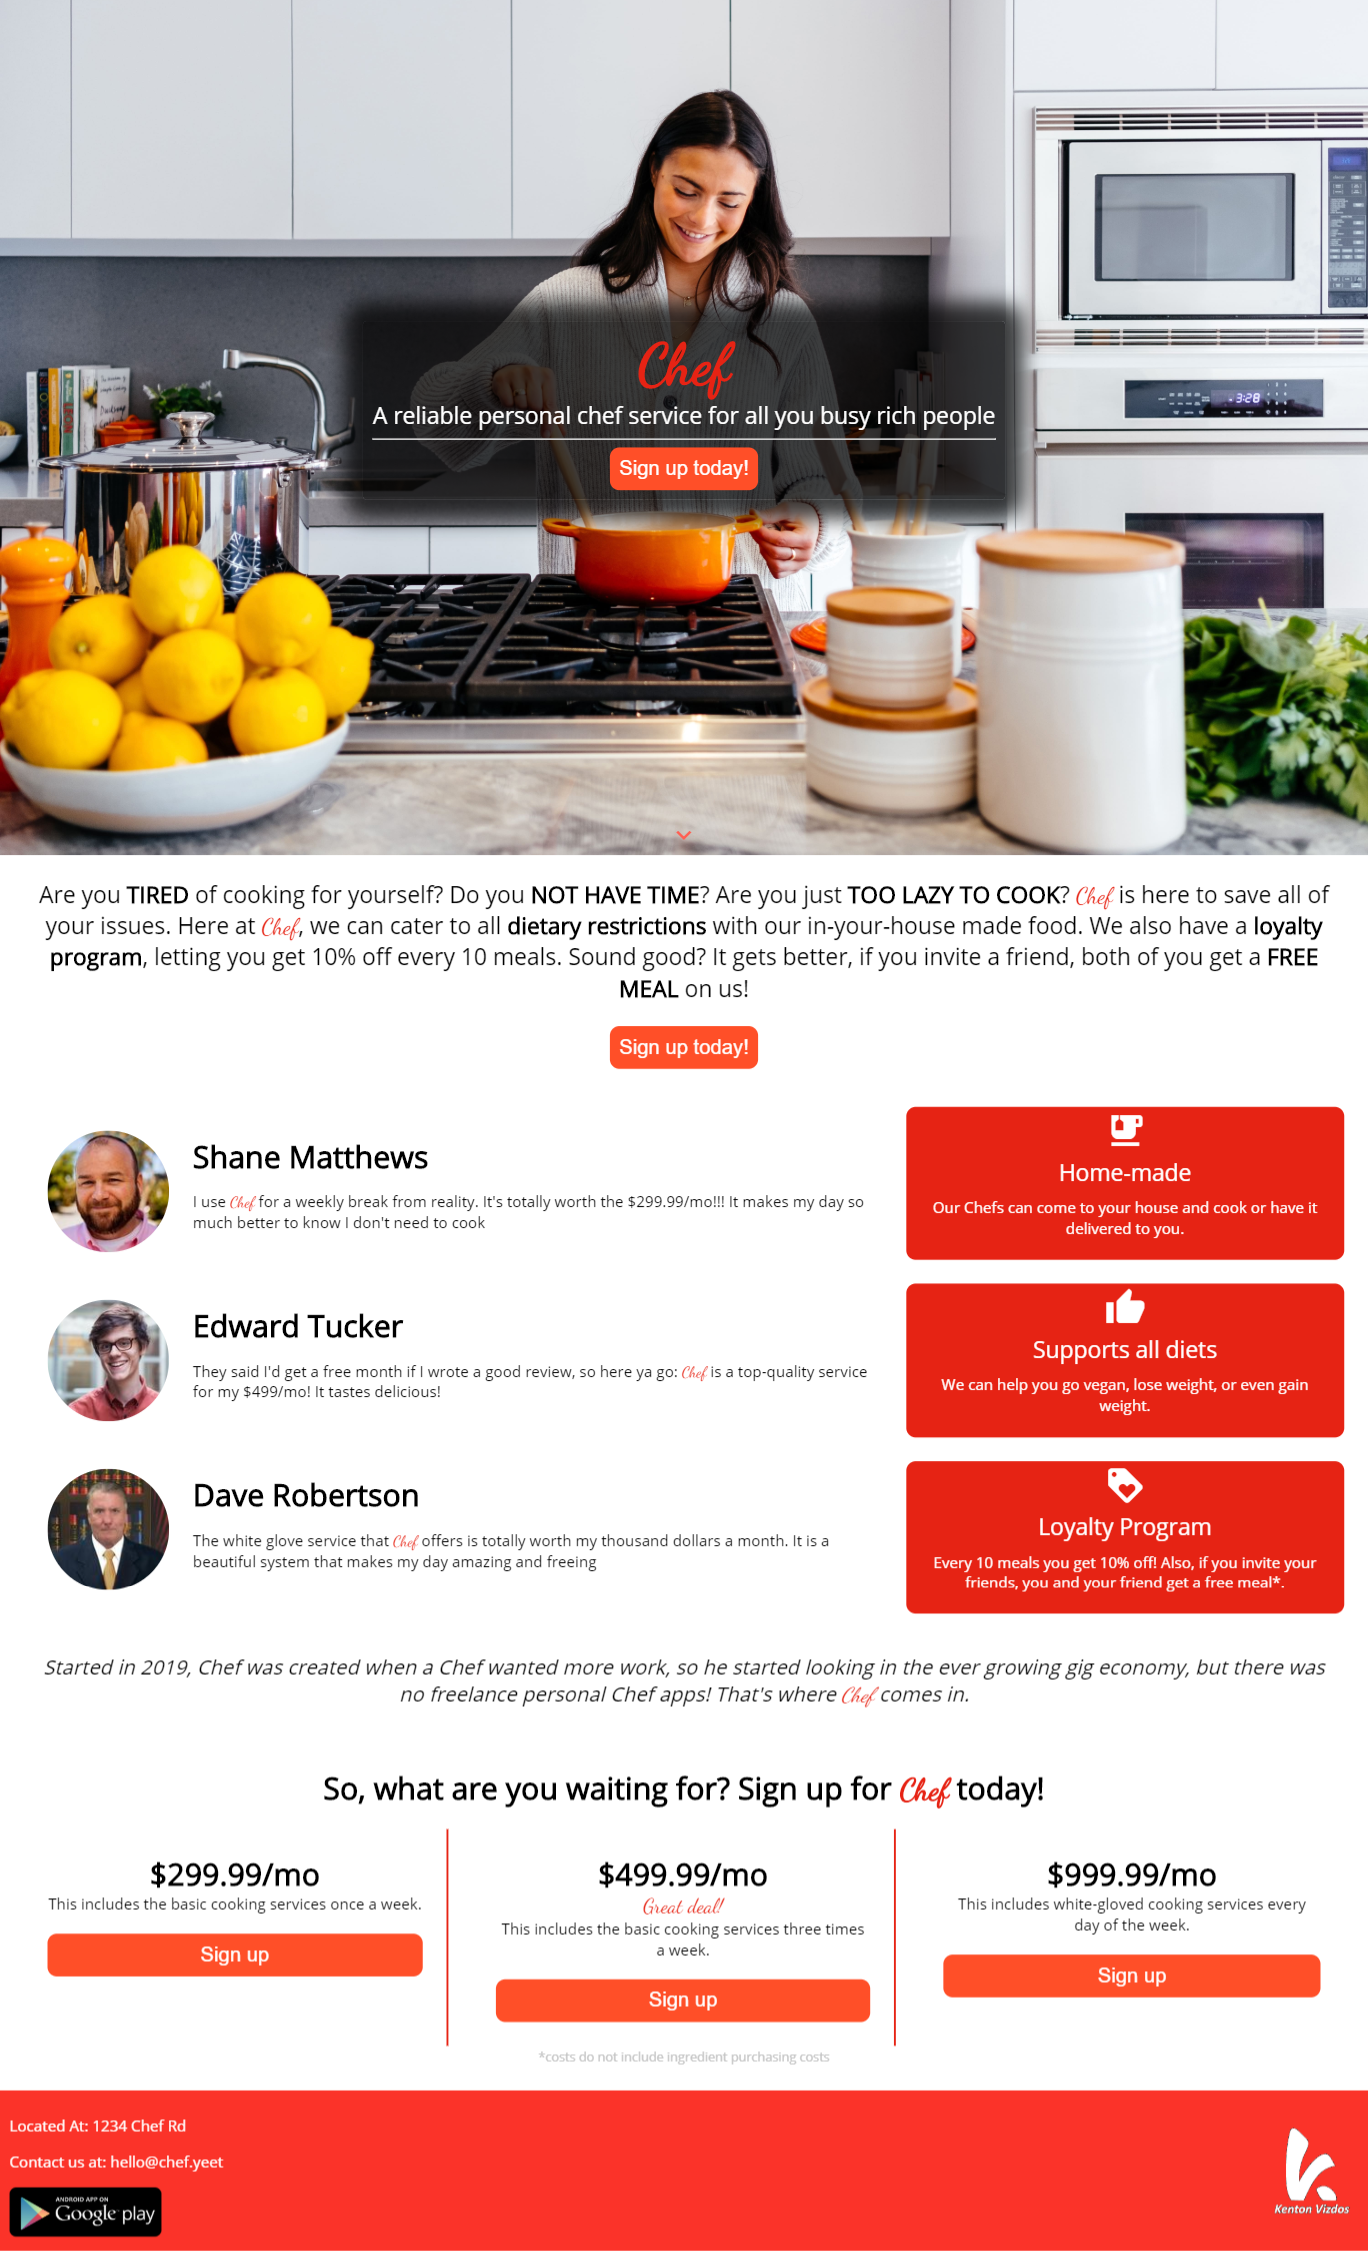 Chef
A reliable personal chef service for all you busy rich people
Sign up today!
3:28
Are you TIRED of cooking for yourself? Do you NOT HAVE TIME? Are you just TOO LAZY TO COOK? Chef is here to save all of
your issues. Here at Chef, we can cater to all dietary restrictions with our in-your-house made food. We also have a loyalty
program, letting you get 10% off every 10 meals. Sound good? It gets better, if you invite a friend, both of you get a FREE
MEAL on us!
Sign up today!
Shane Matthews
I use Chef for a weekly break from reality. It's totally worth the $299.99/mo!!! It makes my day so
much better to know I don't need to cook
Edward Tucker
They said I'd get a free month if I wrote a good review, so here ya go: Chef is a top-quality service
for my $499/mo! It tastes delicious!
Dave Robertson
The white glove service that Chef offers is totally worth my thousand dollars a month. It is a
beautiful system that makes my day amazing and freeing
Home-made
Our Chefs can come to your house and cook or have it
delivered to you.
Supports all diets
We can help you go vegan, lose weight, or even gain
weight.
Loyalty Program
Every 10 meals you get 10% off! Also, if you invite your
friends, you and your friend get a free meal*.
Started in 2019, Chef was created when a Chef wanted more work, so he started looking in the ever growing gig economy, but there was
no freelance personal Chef apps! That's where Chef comes in.
So, what are you waiting for? Sign up for Chef today!
$299.99/mo
This includes the basic cooking services once a week.
Sign up
$499.99/mo
Great deal!
This includes the basic cooking services three times
a week.
Sign up
$999.99/mo
This includes white-gloved cooking services every
day of the week.
Sign up
*costs do not include ingredient purchasing costs
Located At: 1234 Chef Rd
Contact us at: hello@chef.yeet
ANDROID APP ON
Google play
Kenton Vizdos